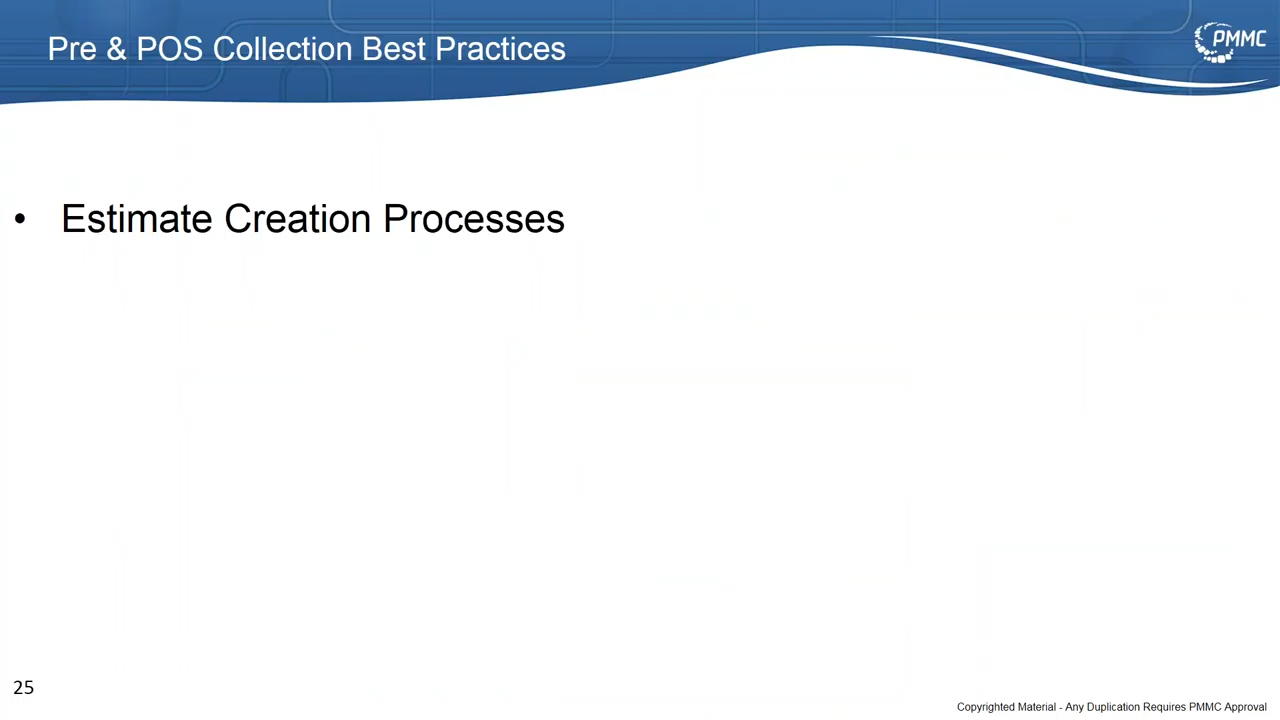 Pre & POS Collection Best Practices
PMMC
• Estimate Creation Processes
25
Copyrighted Material - Any Duplication Requires PMMC Approval